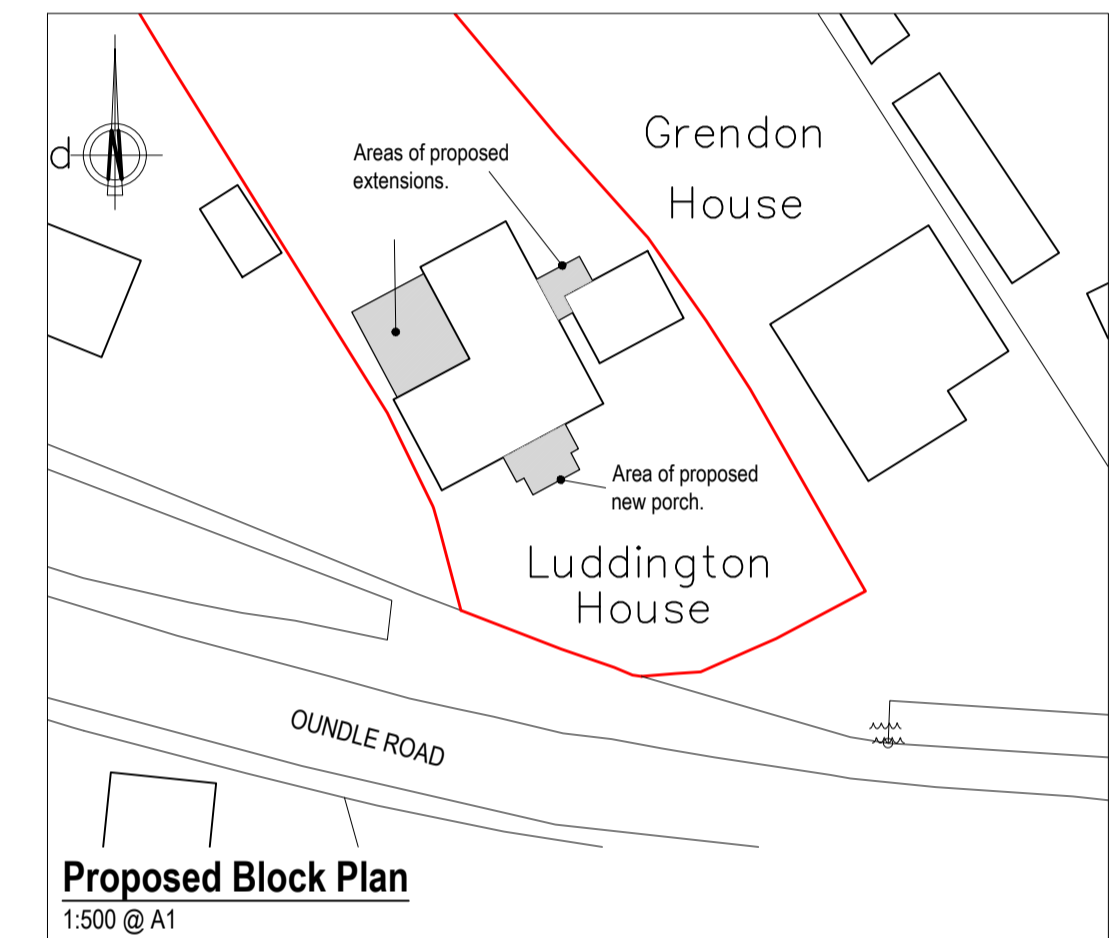 Grendon
House
d
N
Areas of proposed
extensions.
Area of proposed
new porch.
Luddington
House
OUNDLE ROAD
Proposed Block Plan
1:500 @ A1